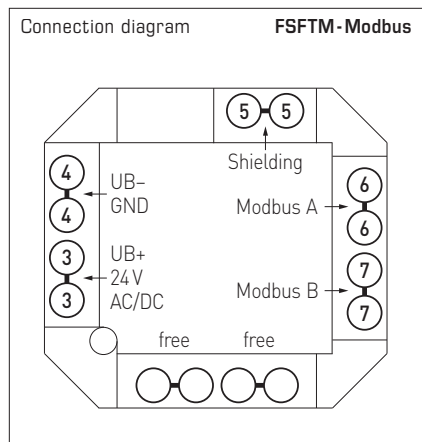 Connection diagram FSFTM-Modbus
5 5
Shielding
4
UB–
GND
4
6
Modbus A
6
3
UB+
24 V
AC/DC
3
7
Modbus B
7
free free